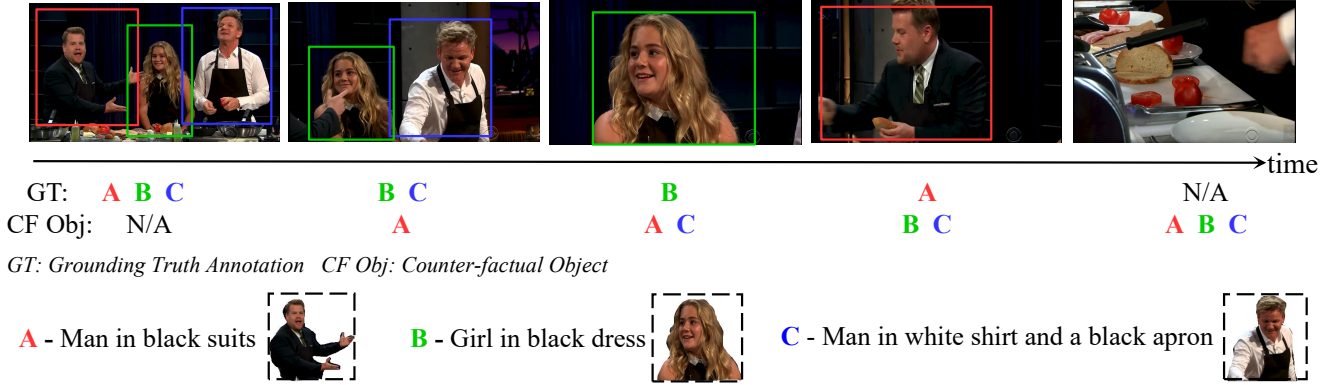 time
GT: A B C B C B A N/A
CF Obj: N/A A A C B C A B C
GT: Grounding Truth Annotation CF Obj: Counter-factual Object
A - Man in black suits B - Girl in black dress C - Man in white shirt and a black apron